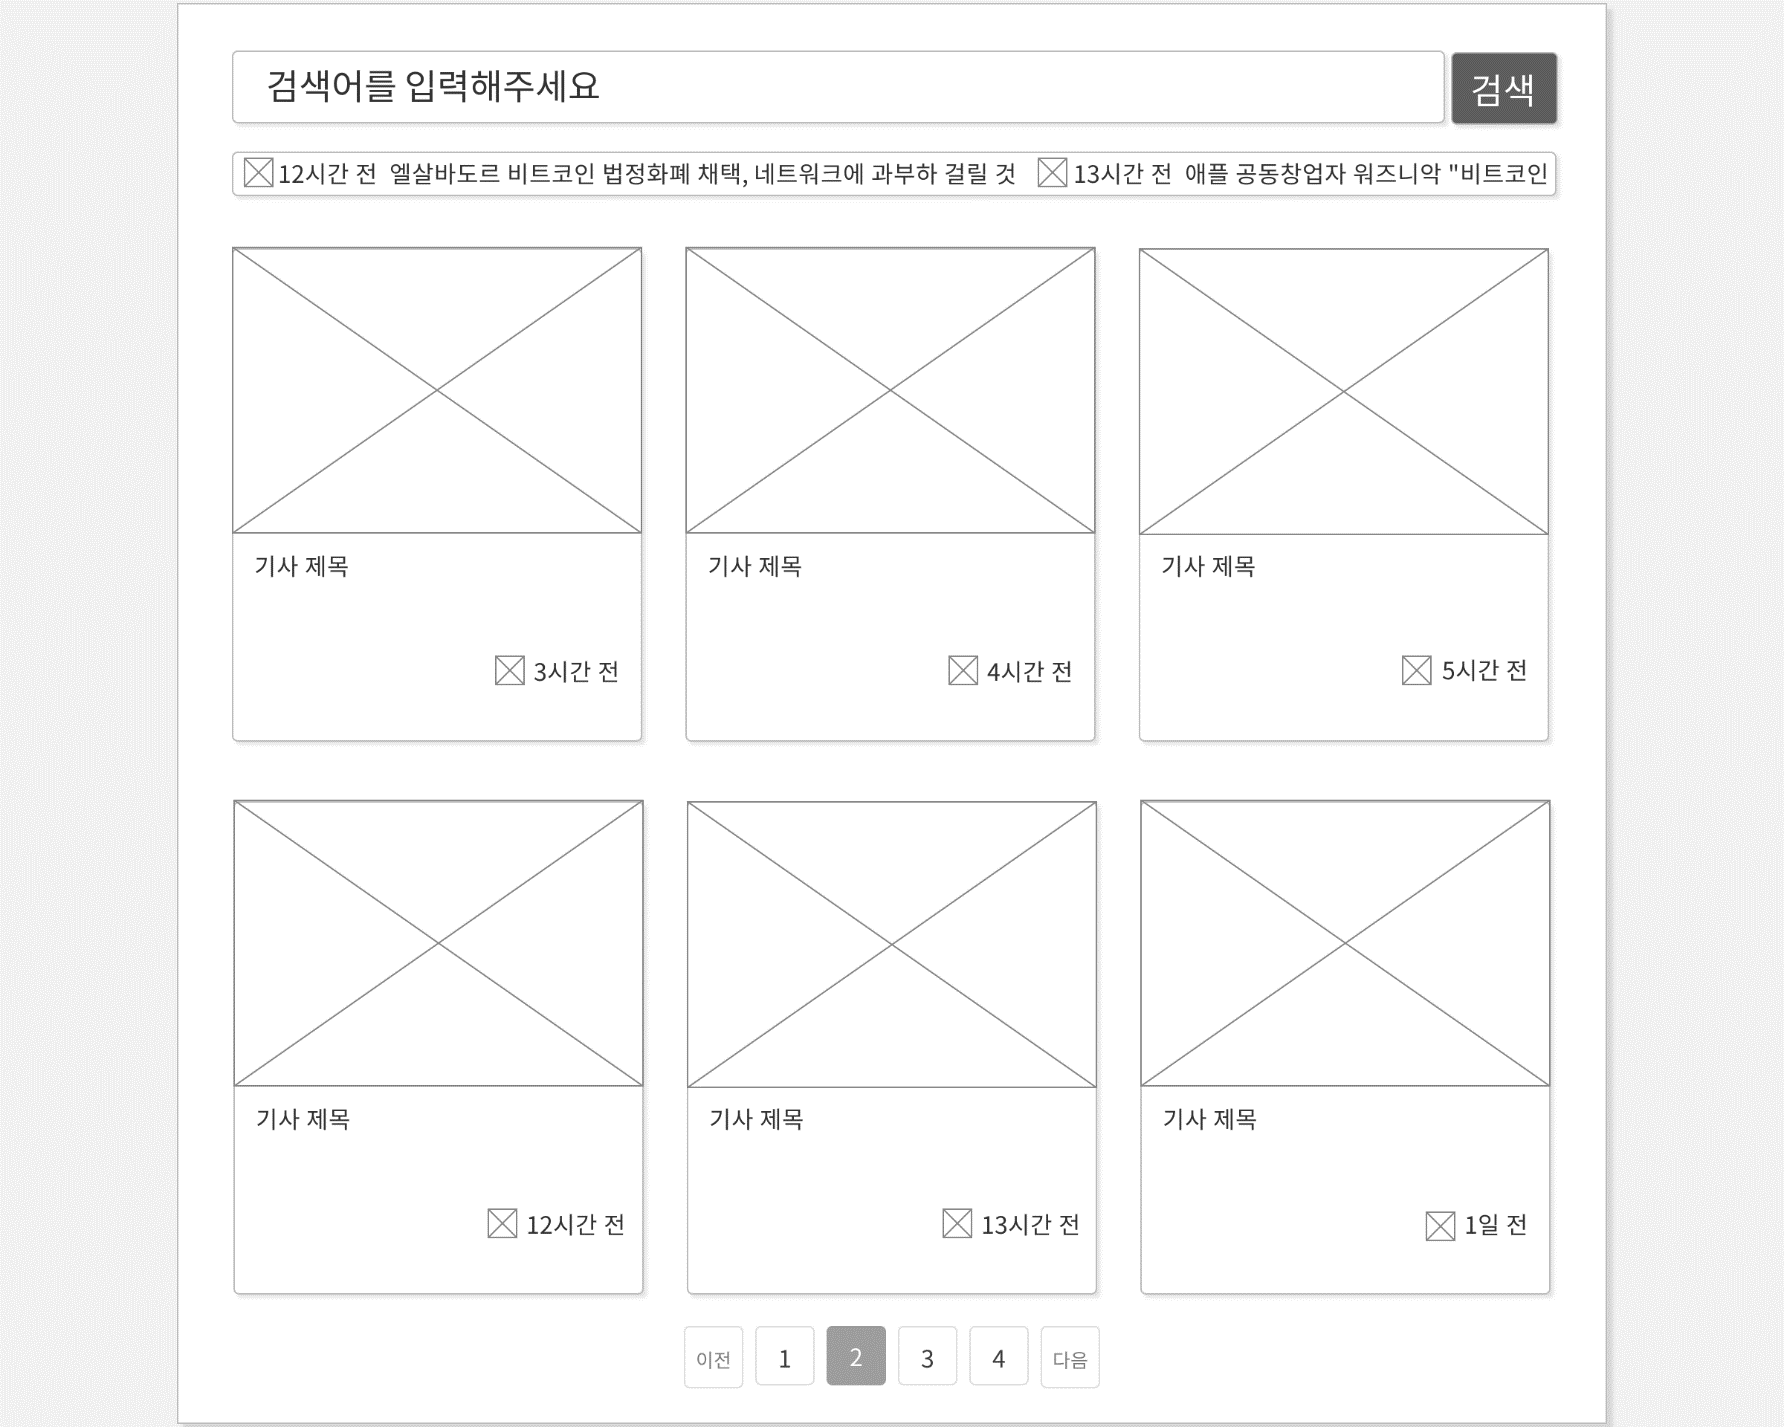 검색어를 입력해주세요
검색
12시간 전 엘살바도르 비트코인 법정화폐 채택, 네트워크에 과부하 걸릴 것
13시간 전 애플 공동창업자 워즈니악 "비트코인
기사 제목
3시간 전
기사 제목
4시간 전
기사 제목
5시간 전
기사 제목
12시간 전
기사 제목
13시간 전
기사 제목
1일 전
이전 1 2 3 4 다음